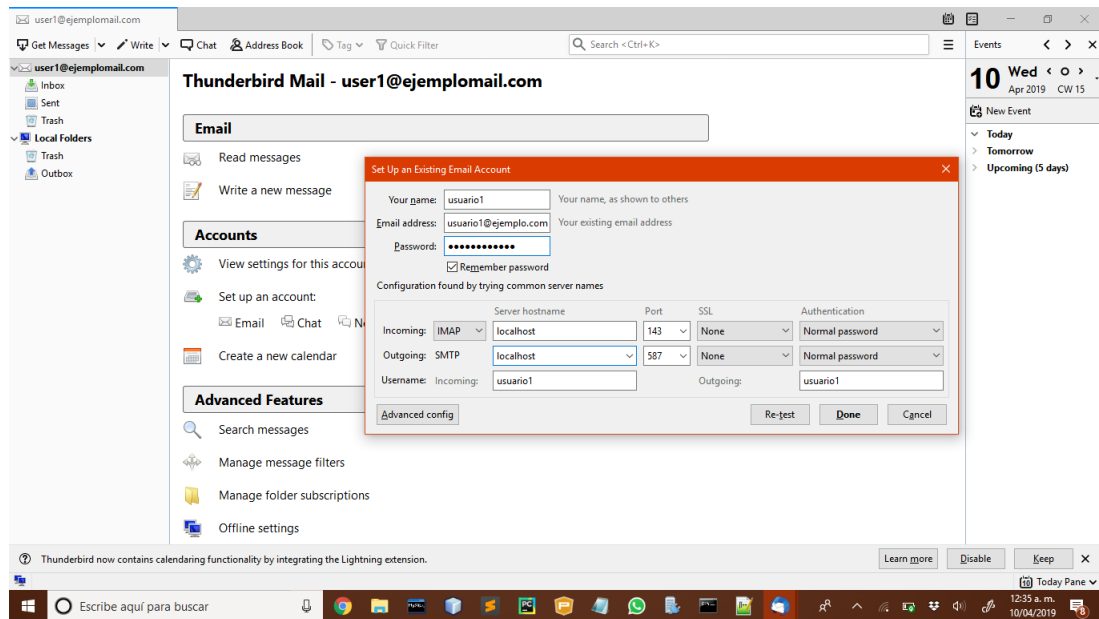 user1@ejemplomail.com
Get Messages Write Chat Address Book Tag Quick Filter Search <Ctrl+K> Events
user1@ejemplomail.com
Inbox
Sent
Trash
Local Folders
Trash
Outbox
Thunderbird Mail - user1@ejemplomail.com
Email
Read messages
Write a new message
Accounts
View settings for this accou
Set up an account:
Email Chat N
Create a new calendar
Advanced Features
Search messages
Manage message filters
Manage folder subscriptions
Offline settings
Set Up an Existing Email Account
Your name: usuario1 Your name, as shown to others
Email address: usuario1@ejemplo.com Your existing email address
Password: ••••••••••••
Remember password
Configuration found by trying common server names
Server hostname Port SSL Authentication
Incoming: IMAP localhost 143 None Normal password
Outgoing: SMTP localhost 587 None Normal password
Username: Incoming: usuario1 Outgoing: usuario1
Advanced config Re-test Done Cancel
10 Wed
Apr 2019 CW 15
New Event
Today
Tomorrow
Upcoming (5 days)
Thunderbird now contains calendaring functionality by integrating the Lightning extension. Learn more Disable Keep
10 Today Pane
Escribe aquí para buscar
PC
12:35 a. m.
10/04/2019
8